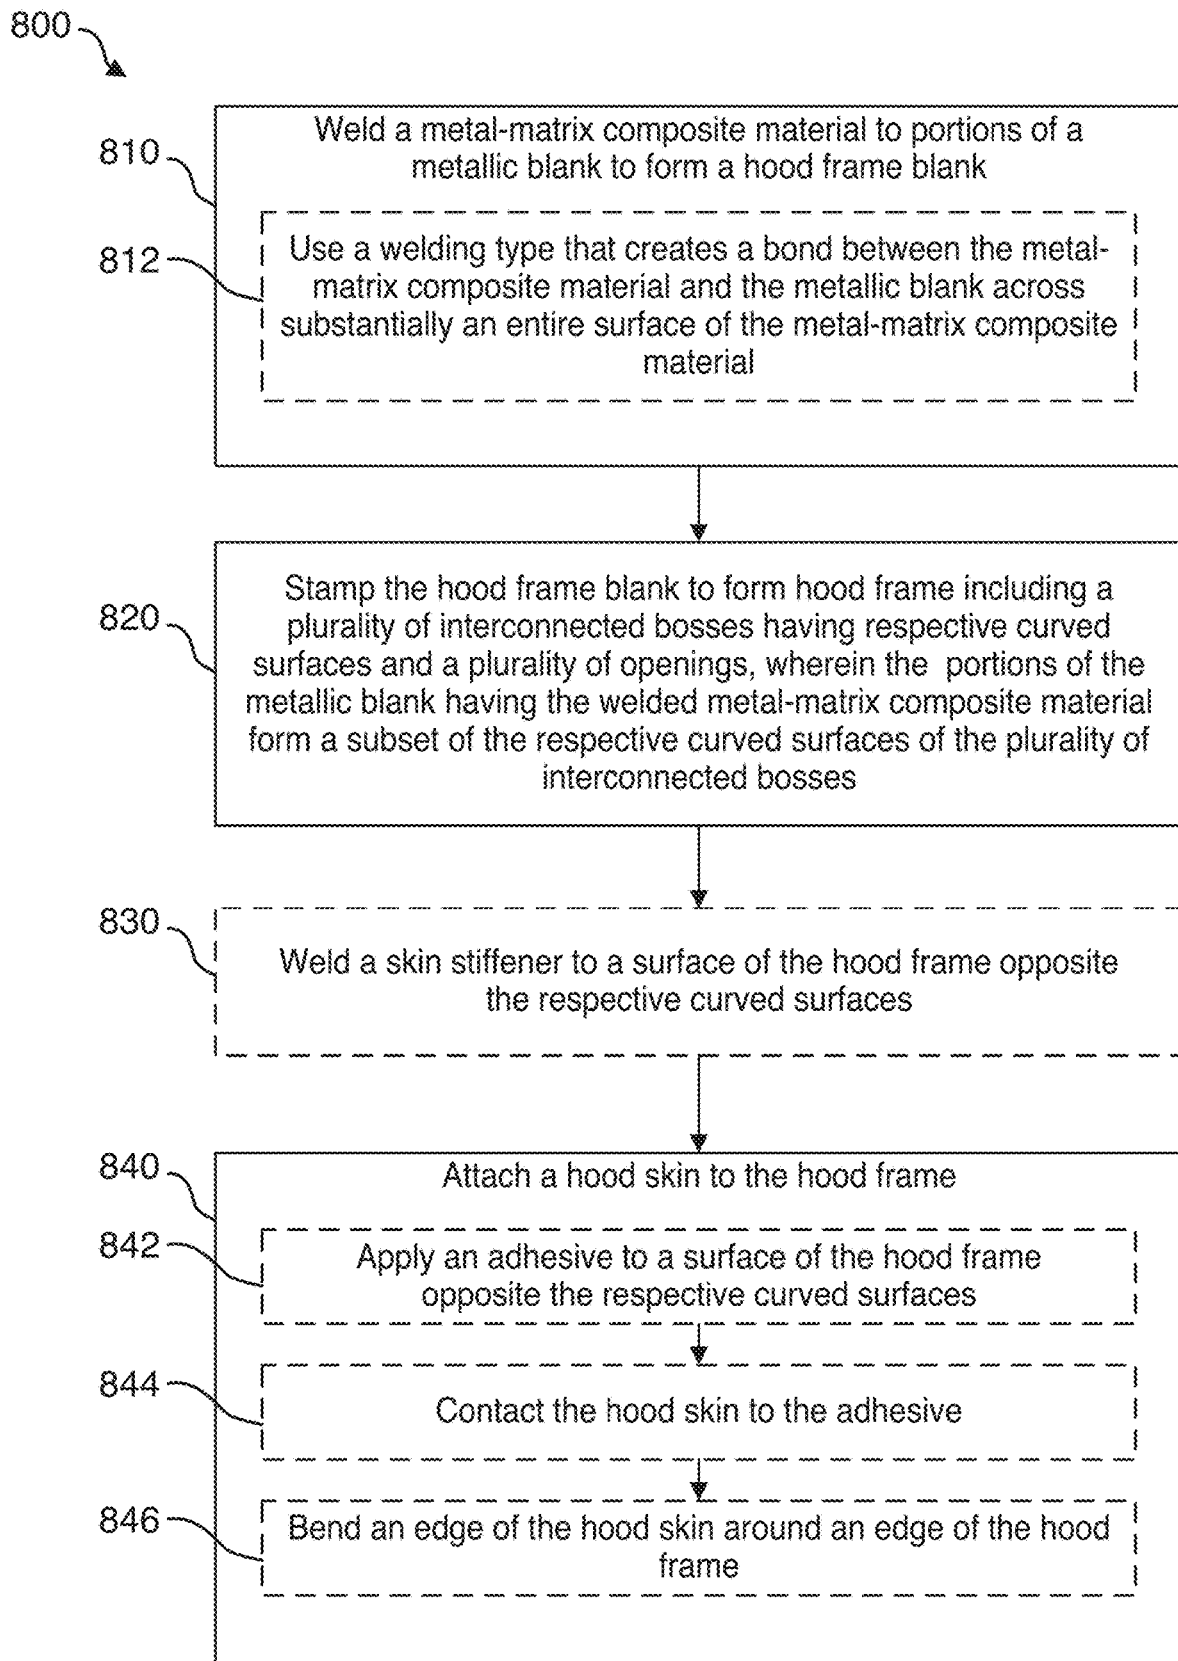 800
810
Weld a metal-matrix composite material to portions of a
metallic blank to form a hood frame blank
812
Use a welding type that creates a bond between the metal-
matrix composite material and the metallic blank across
substantially an entire surface of the metal-matrix composite
material
820
Stamp the hood frame blank to form hood frame including a
plurality of interconnected bosses having respective curved
surfaces and a plurality of openings, wherein the portions of the
metallic blank having the welded metal-matrix composite material
form a subset of the respective curved surfaces of the plurality of
interconnected bosses
830
Weld a skin stiffener to a surface of the hood frame opposite
the respective curved surfaces
840
Attach a hood skin to the hood frame
842
Apply an adhesive to a surface of the hood frame
opposite the respective curved surfaces
844
Contact the hood skin to the adhesive
846
Bend an edge of the hood skin around an edge of the hood
frame